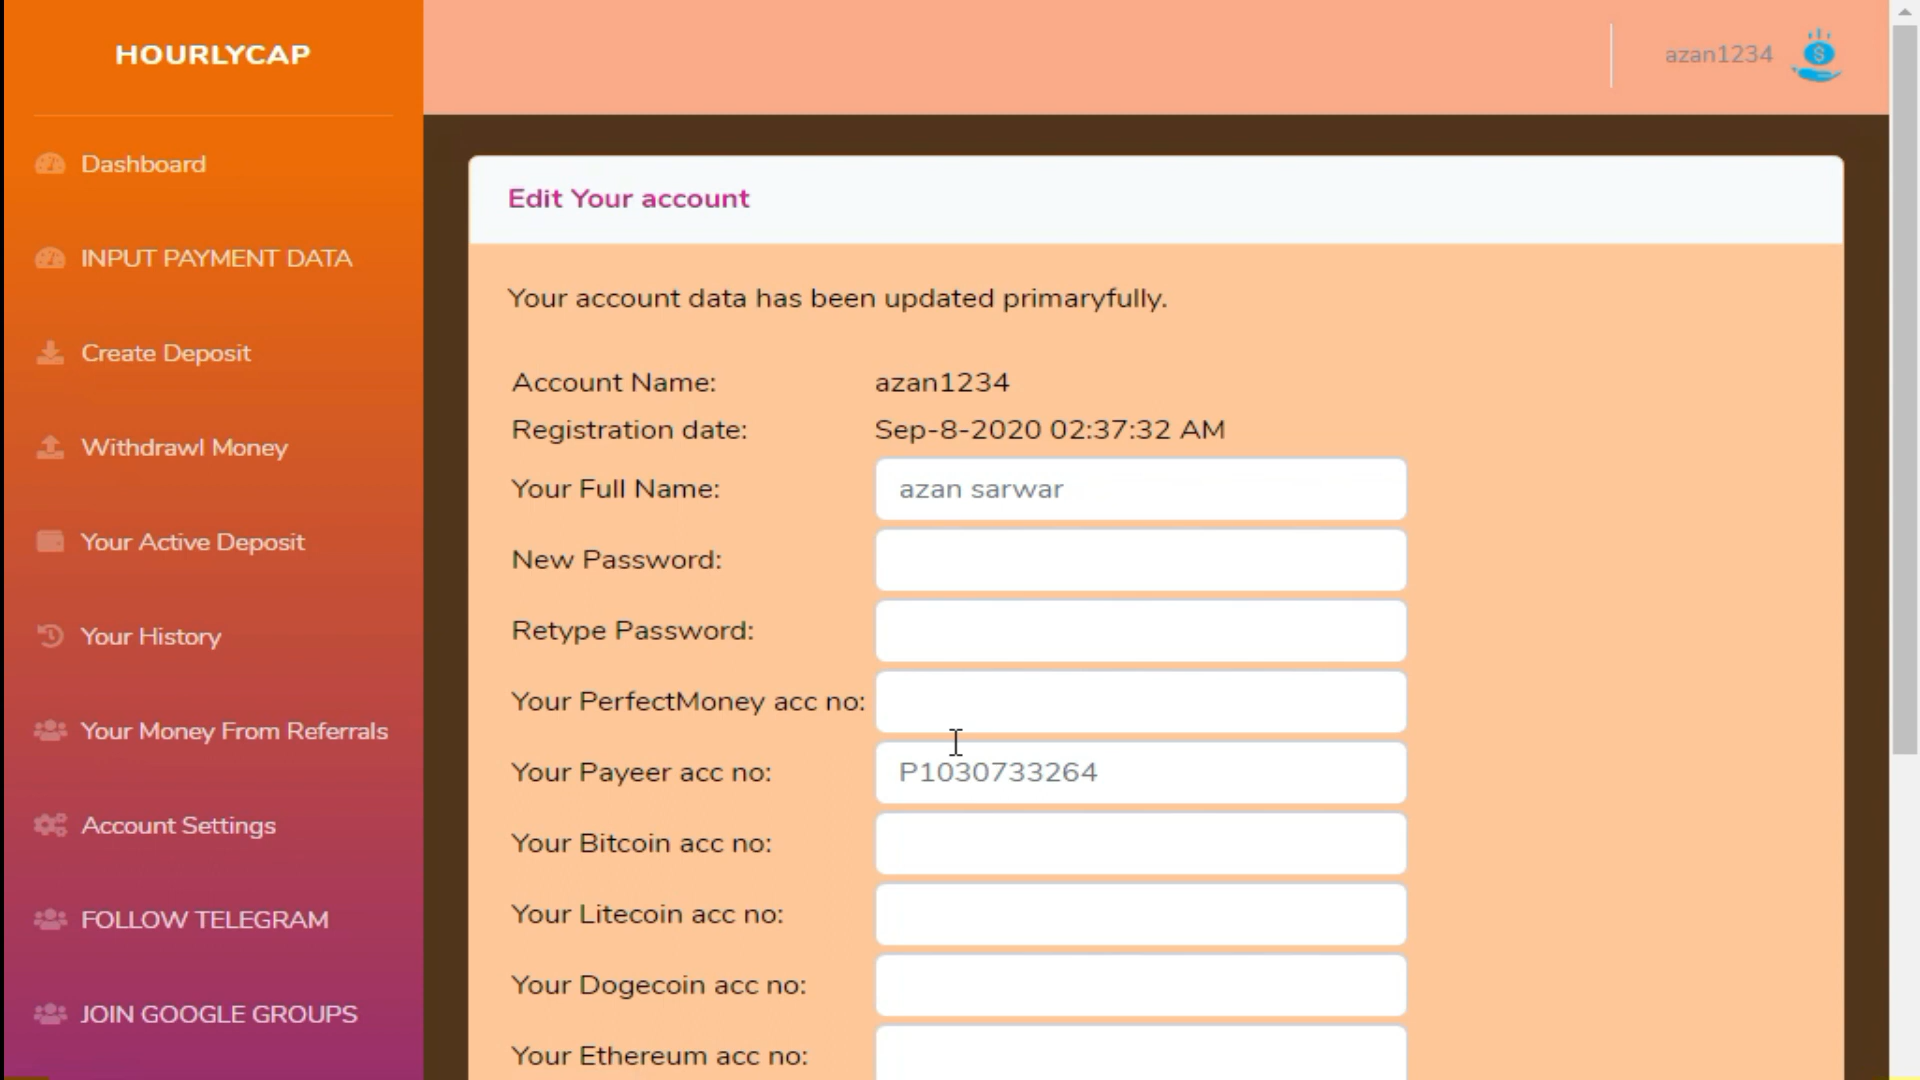 HOURLYCAP
azan1234
Dashboard
INPUT PAYMENT DATA
Create Deposit
Withdrawl Money
Your Active Deposit
Your History
Your Money From Referrals
Account Settings
FOLLOW TELEGRAM
JOIN GOOGLE GROUPS
Edit Your account
Your account data has been updated primaryfully.
Account Name: azan1234
Registration date: Sep-8-2020 02:37:32 AM
Your Full Name: azan sarwar
New Password:
Retype Password:
Your PerfectMoney acc no:
Your Payeer acc no: P1030733264
Your Bitcoin acc no:
Your Litecoin acc no:
Your Dogecoin acc no:
Your Ethereum acc no: